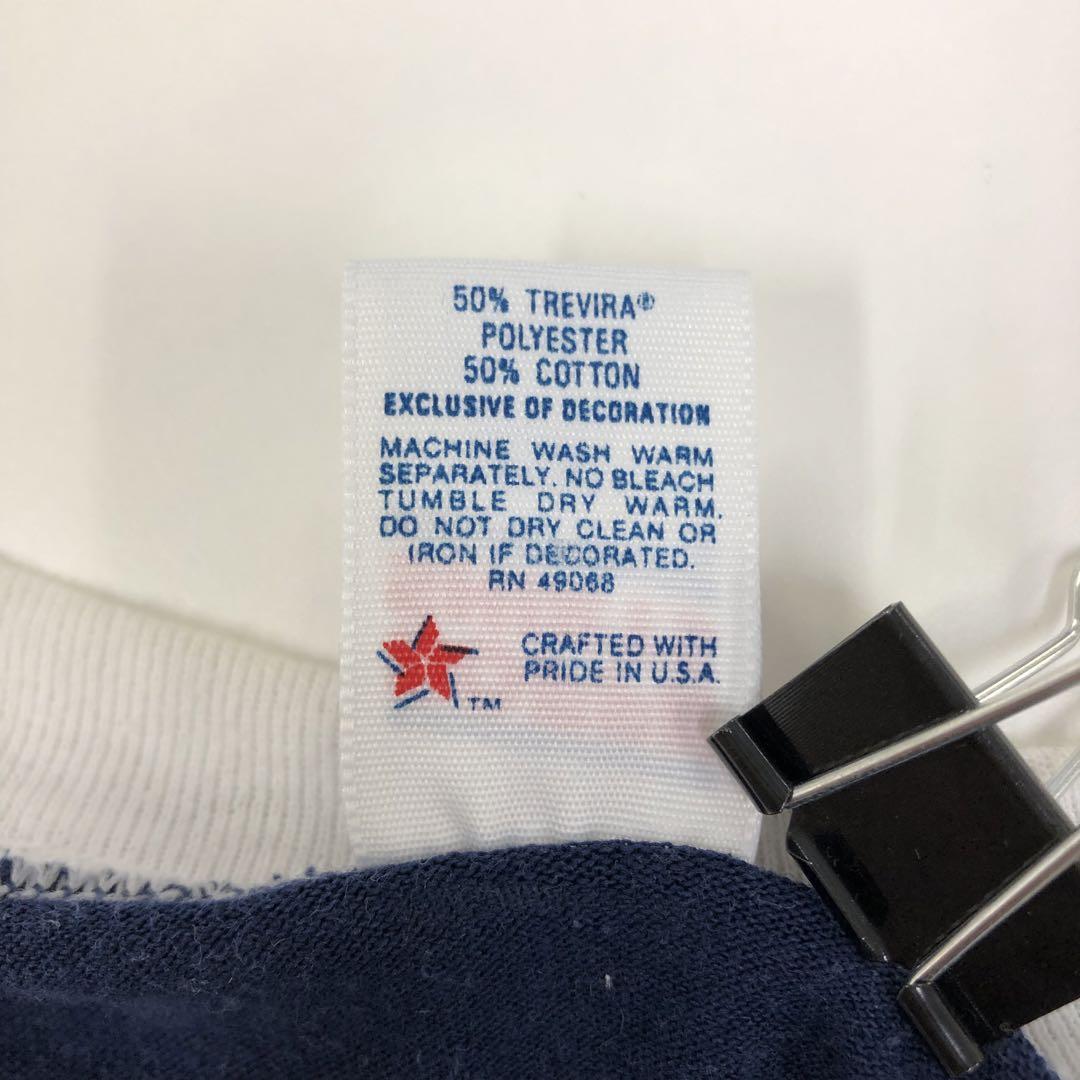 50% TREVIRA®
POLYESTER
50% COTTON
EXCLUSIVE OF DECORATION
MACHINE WASH WARM
SEPARATELY. NO BLEACH
TUMBLE DRY WARM.
DO NOT DRY CLEAN OR
IRON IF DECORATED.
RN 49068
CRAFTED WITH
PRIDE IN U.S.A.
TM